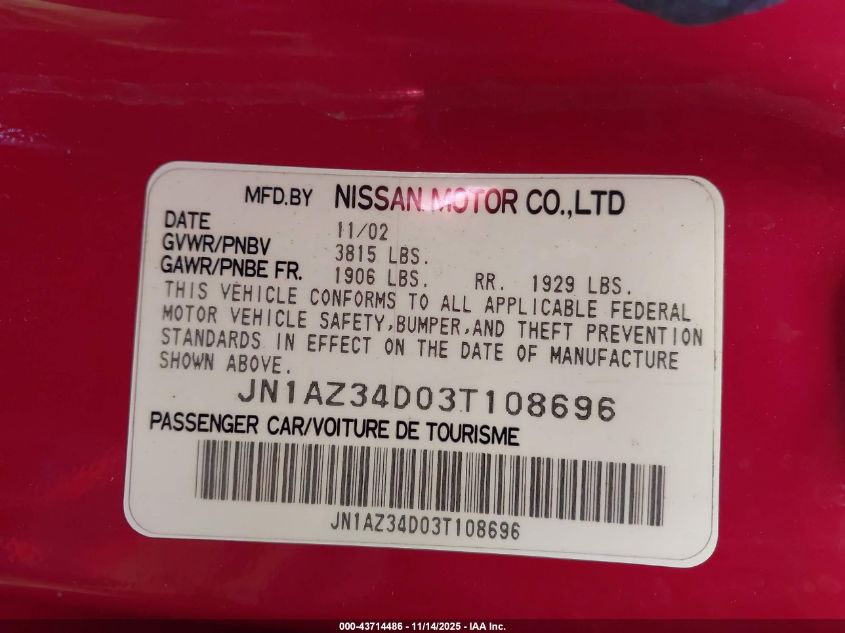 MFD.BY NISSAN MOTOR CO.,LTD
DATE 11/02
GVWR/PNBV 3815 LBS.
GAWR/PNBE FR. 1906 LBS. RR. 1929 LBS.
THIS VEHICLE CONFORMS TO ALL APPLICABLE FEDERAL
MOTOR VEHICLE SAFETY,BUMPER,AND THEFT PREVENTION
STANDARDS IN EFFECT ON THE DATE OF MANUFACTURE
SHOWN ABOVE.
JN1AZ34D03T108696
PASSENGER CAR/VOITURE DE TOURISME
JN1AZ34D03T108696
000-43714486 - 11/14/2025 - IAA Inc.